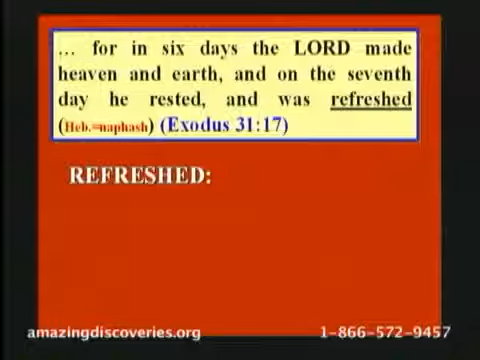 … for in six days the LORD made
heaven and earth, and on the seventh
day he rested, and was refreshed
(Heb.=naphash) (Exodus 31:17)
REFRESHED:
amazingdiscoveries.org
1-866-572-9457